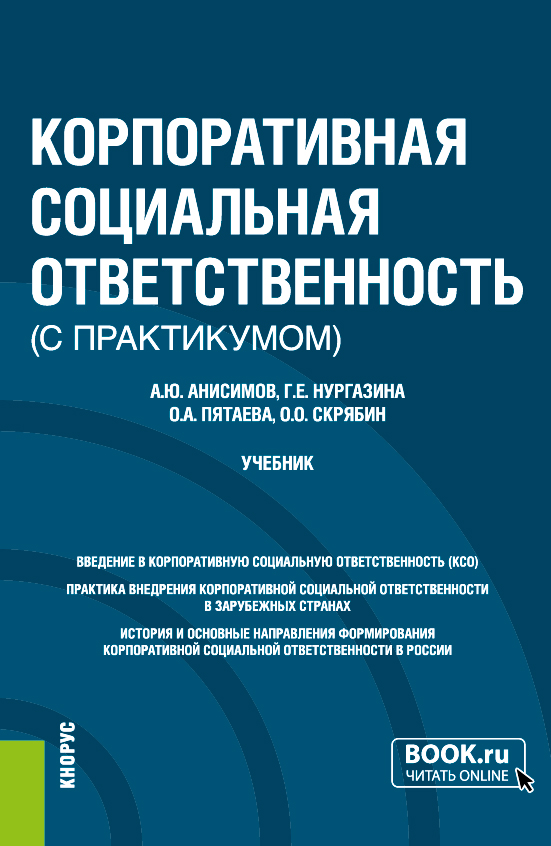 КОРПОРАТИВНАЯ
СОЦИАЛЬНАЯ
ОТВЕТСТВЕННОСТЬ
(С ПРАКТИКУМОМ)
А.Ю. АНИСИМОВ, Г.Е. НУРГАЗИНА
О.А. ПЯТАЕВА, О.О. СКРЯБИН
УЧЕБНИК
ВВЕДЕНИЕ В КОРПОРАТИВНУЮ СОЦИАЛЬНУЮ ОТВЕТСТВЕННОСТЬ (КСО)
ПРАКТИКА ВНЕДРЕНИЯ КОРПОРАТИВНОЙ СОЦИАЛЬНОЙ ОТВЕТСТВЕННОСТИ
В ЗАРУБЕЖНЫХ СТРАНАХ
ИСТОРИЯ И ОСНОВНЫЕ НАПРАВЛЕНИЯ ФОРМИРОВАНИЯ
КОРПОРАТИВНОЙ СОЦИАЛЬНОЙ ОТВЕТСТВЕННОСТИ В РОССИИ
КНОРУС
BOOK.ru
ЧИТАТЬ ONLINE